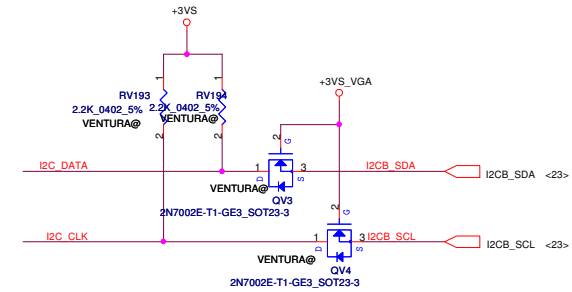 +3VS
+3VS_VGA
1
1
RV193
RV194
2.2K_0402_5%
2.2K_0402_5%
VENTURA@
VENTURA@
2
2
2
G
I2C_DATA
1
3
I2CB_SDA
I2CB_SDA <23>
D
S
VENTURA@
QV3
2N7002E-T1-GE3_SOT23-3
2
G
I2C_CLK
1
3
I2CB_SCL
I2CB_SCL <23>
D
S
VENTURA@
QV4
2N7002E-T1-GE3_SOT23-3